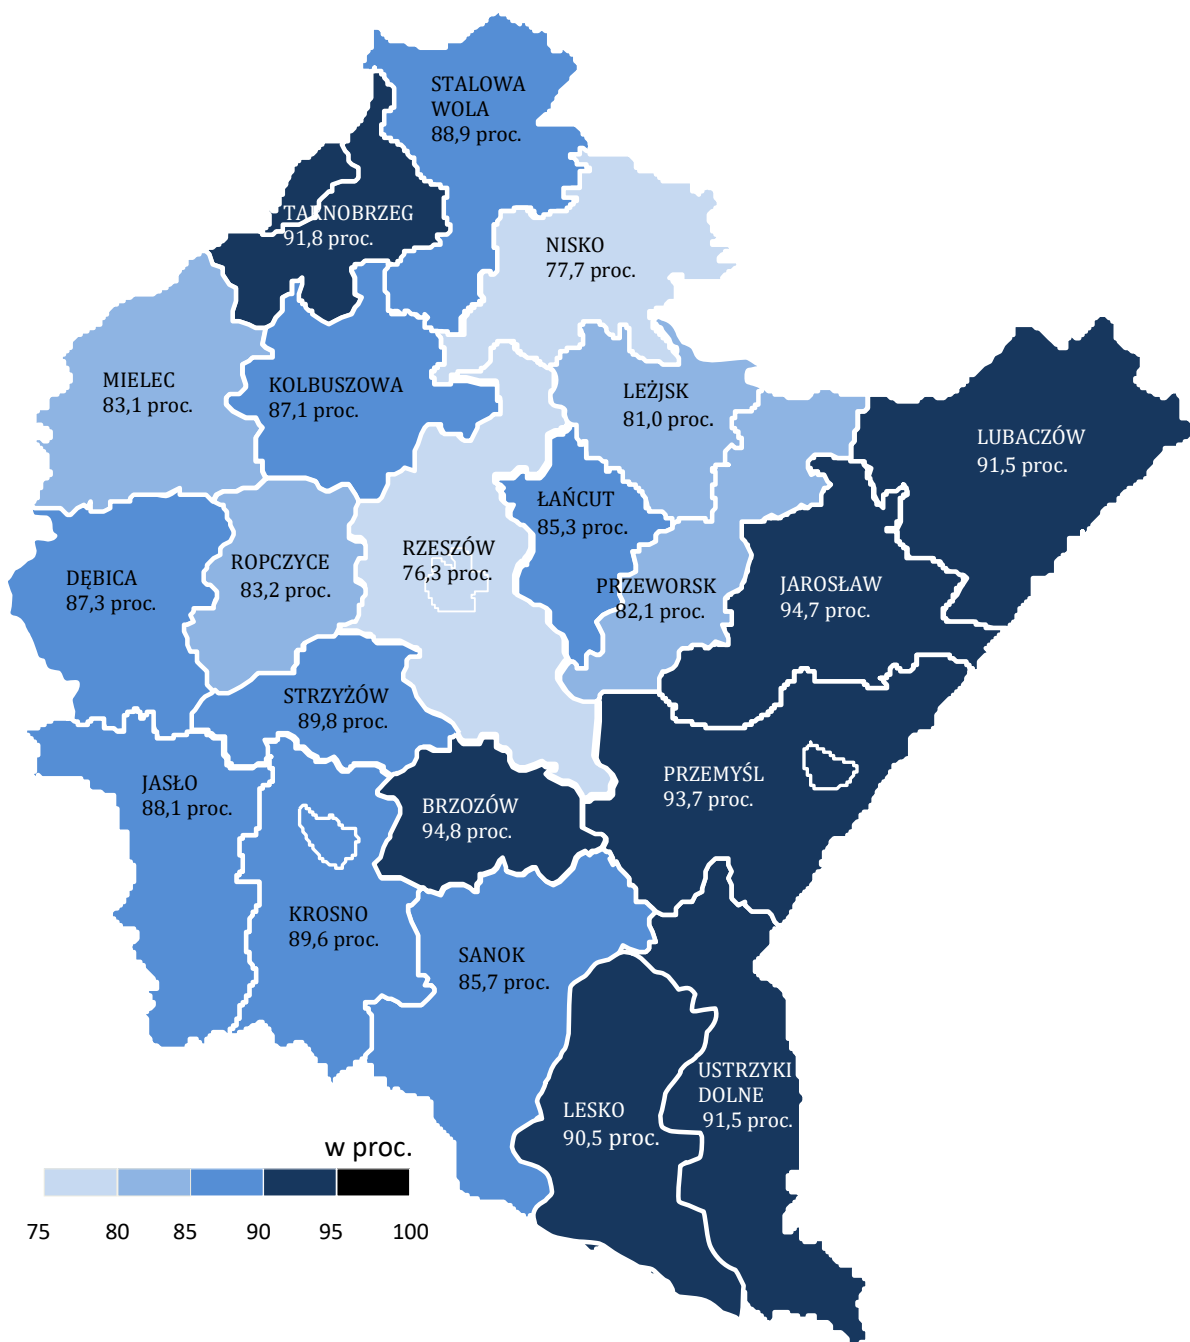 STALOWA
WOLA
88,9 proc.
TARNOBRZEG
91,8 proc.
NISKO
77,7 proc.
MIELEC
83,1 proc.
KOLBUSZOWA
87,1 proc.
LEŻJSK
81,0 proc.
LUBACZÓW
91,5 proc.
ŁAŃCUT
85,3 proc.
RZESZÓW
76,3 proc.
ROPCZYCE
83,2 proc.
DĘBICA
87,3 proc.
PRZEWORSK
82,1 proc.
JAROSŁAW
94,7 proc.
STRZYŻÓW
89,8 proc.
JASŁO
88,1 proc.
PRZEMYŚL
93,7 proc.
BRZOZÓW
94,8 proc.
KROSNO
89,6 proc.
SANOK
85,7 proc.
USTRZYKI
DOLNE
91,5 proc.
LESKO
90,5 proc.
w proc.
75 80 85 90 95 100